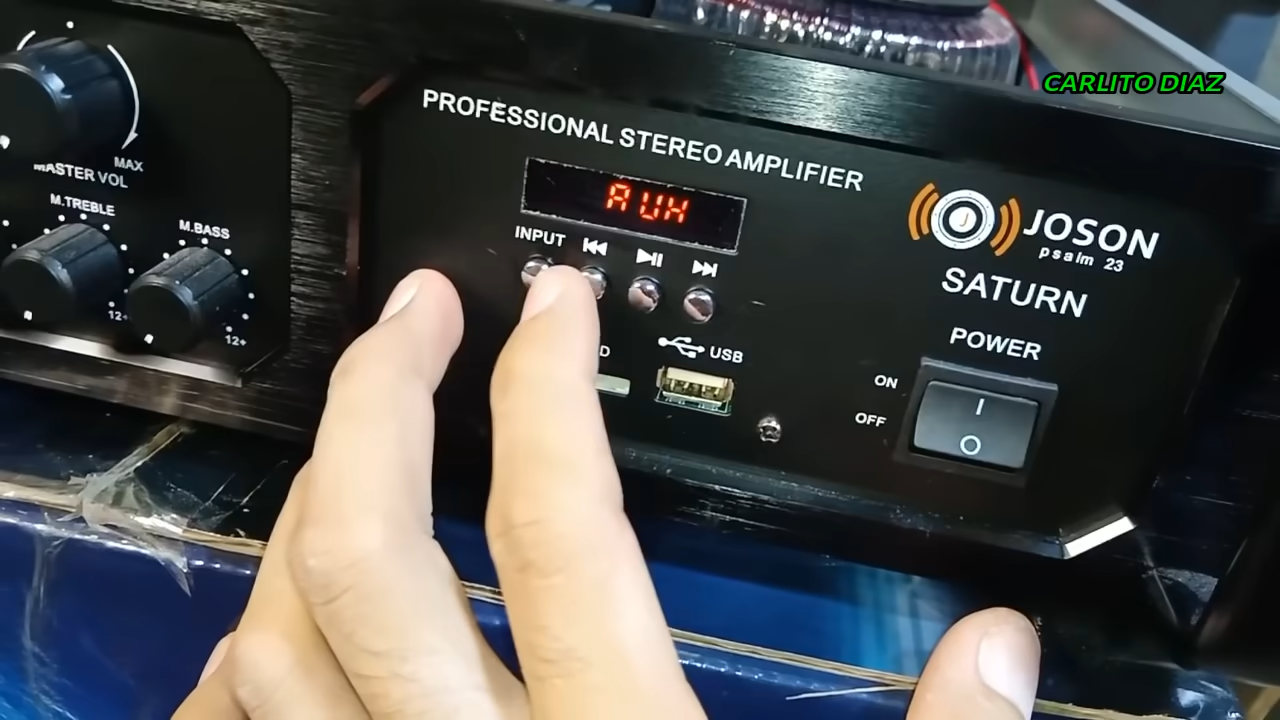 CARLITO DIAZ
PROFESSIONAL STEREO AMPLIFIER
AUX
INPUT
USB
JOSON
psalm 23
SATURN
POWER
ON
OFF
MAX
MASTER VOL
M.TREBLE
M.BASS
12+
12+